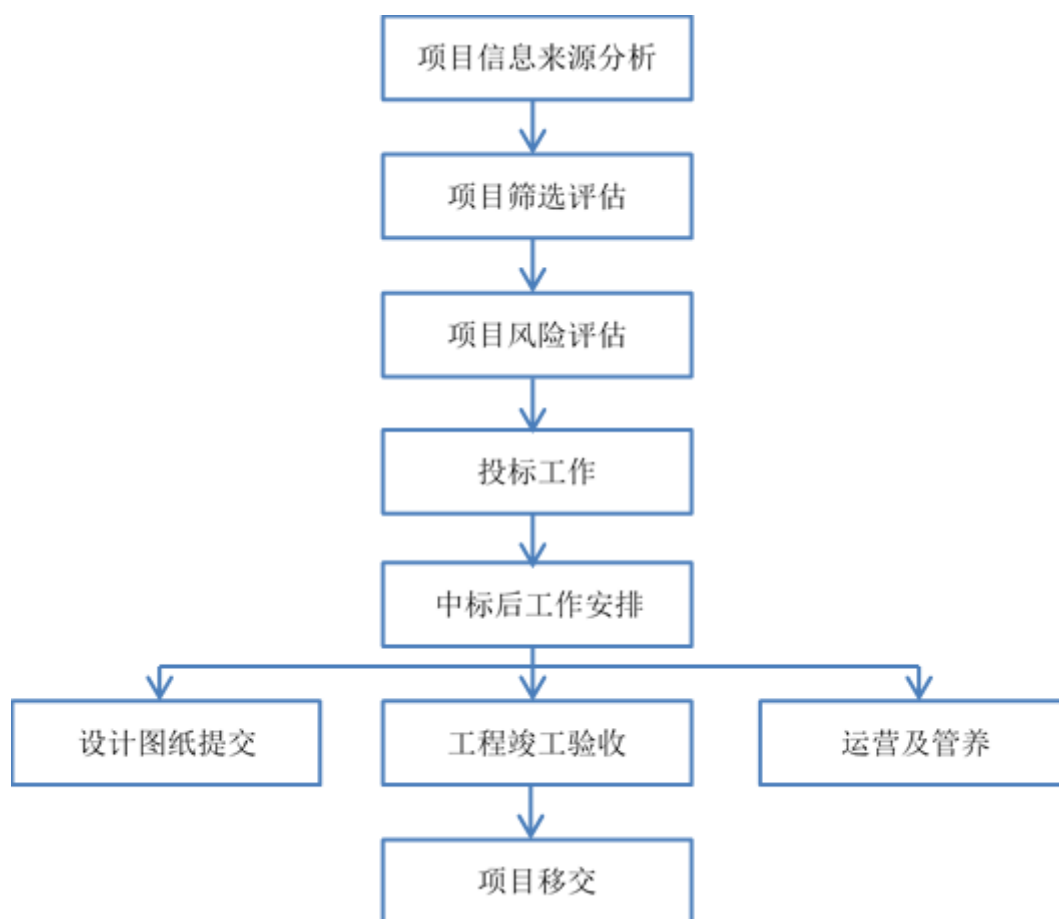 项目信息来源分析
项目筛选评估
项目风险评估
投标工作
中标后工作安排
设计图纸提交
工程竣工验收
运营及管养
项目移交